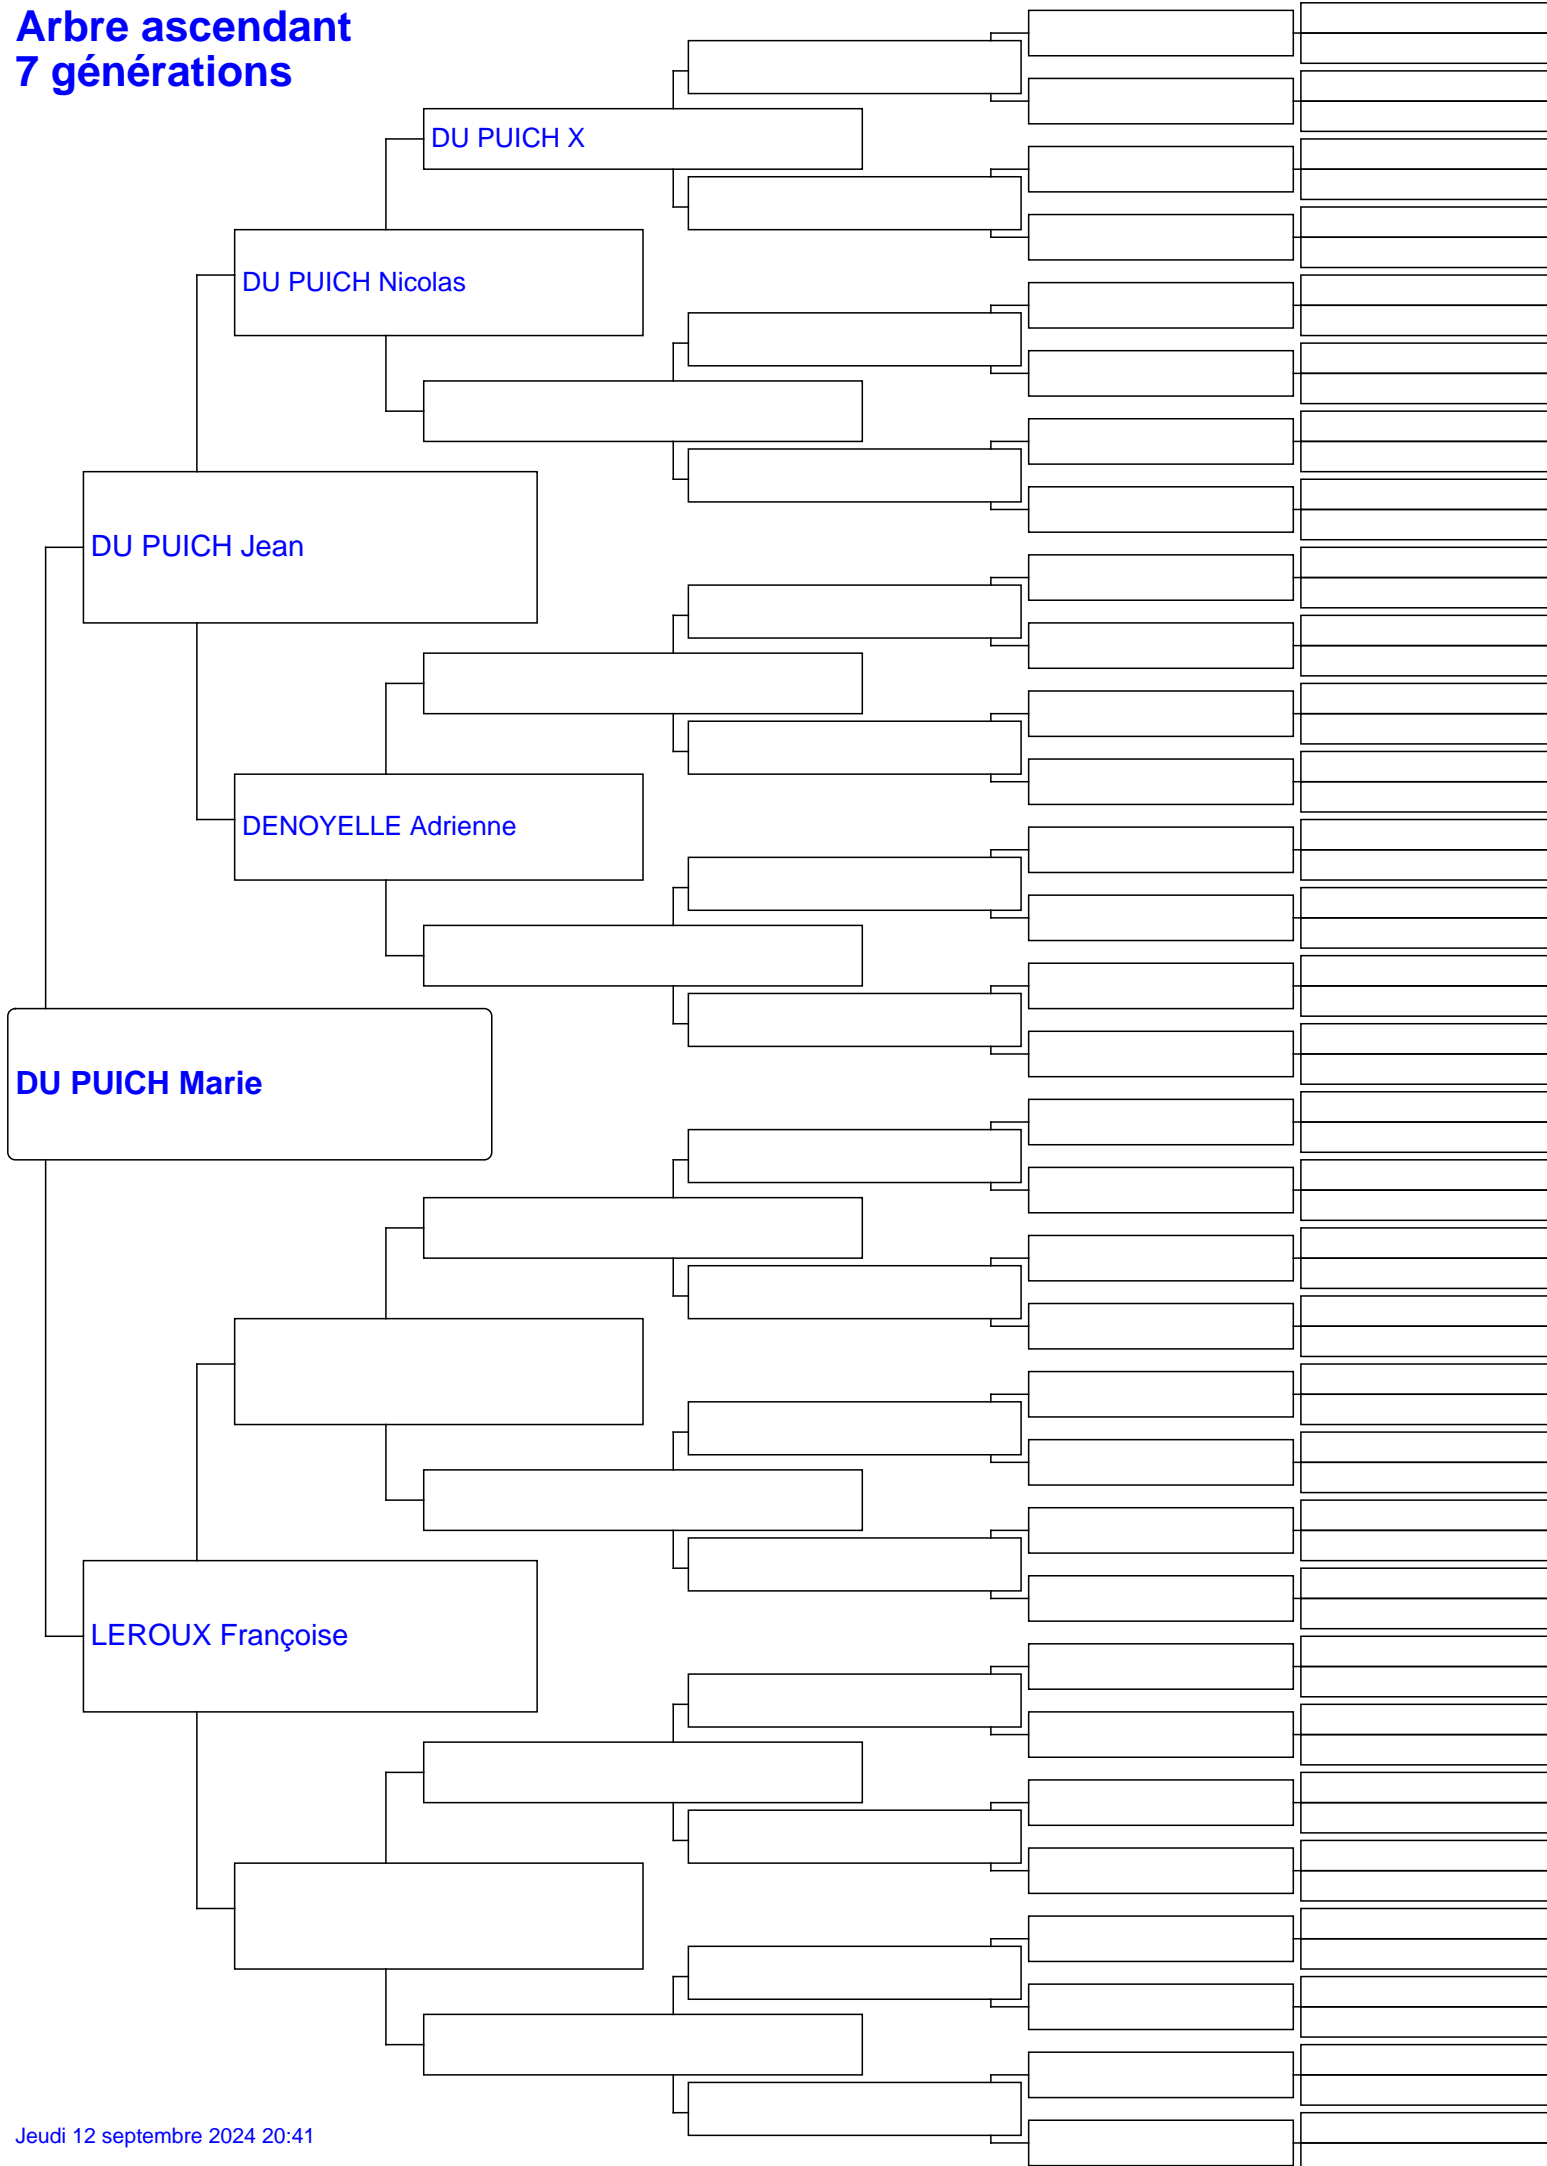 Arbre ascendant
7 générations
DU PUICH X
DU PUICH Nicolas
DU PUICH Jean
DENOYELLE Adrienne
DU PUICH Marie
LEROUX Françoise
Jeudi 12 septembre 2024 20:41